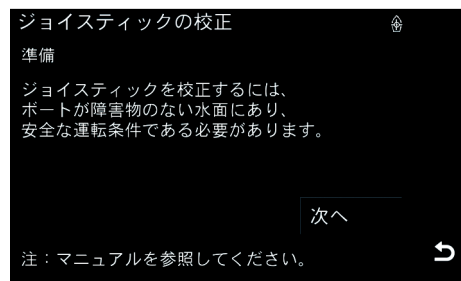 ジョイスティックの校正
準備
ジョイスティックを校正するには、
ボートが障害物のない水面にあり、
安全な運転条件である必要があります。
次へ
注：マニュアルを参照してください。